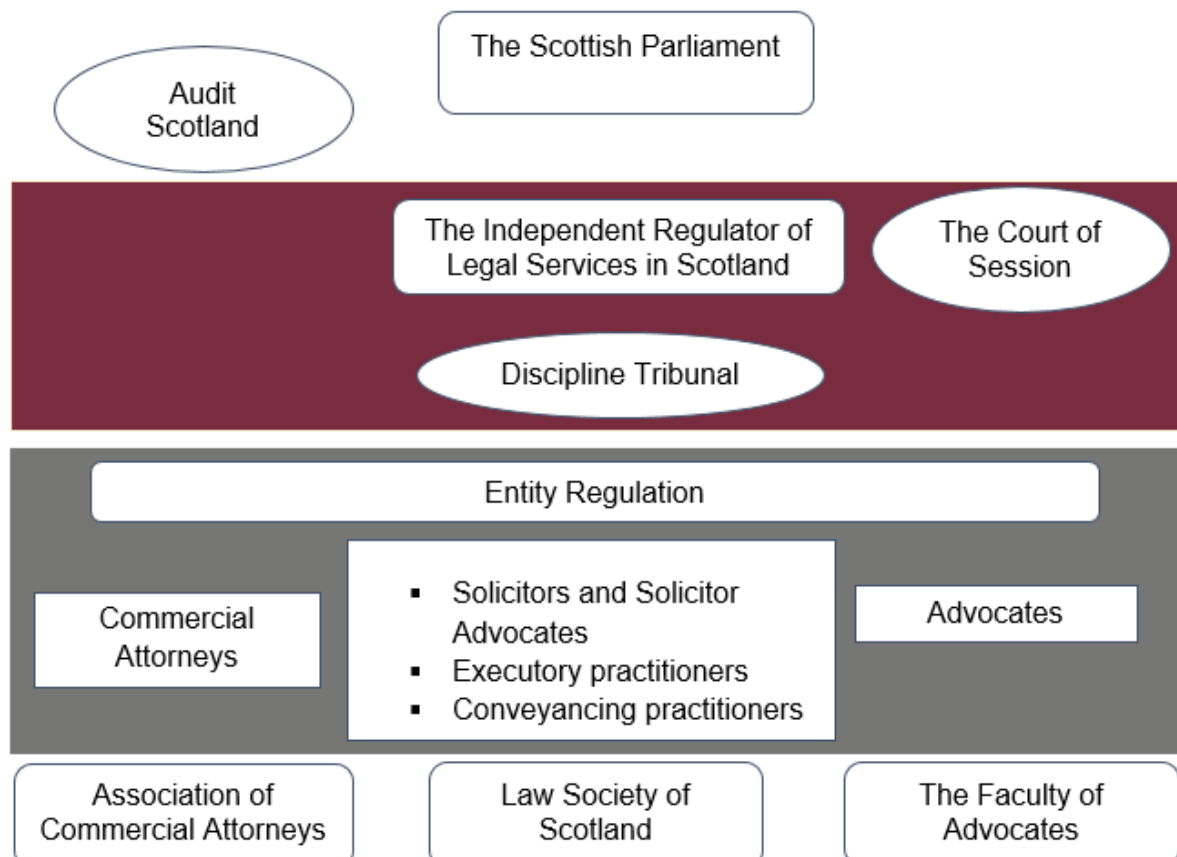 The Scottish Parliament
Audit
Scotland
The Independent Regulator of
Legal Services in Scotland
The Court of
Session
Discipline Tribunal
Entity Regulation
Commercial
Attorneys
▪ Solicitors and Solicitor
Advocates
▪ Executory practitioners
▪ Conveyancing practitioners
Advocates
Association of
Commercial Attorneys
Law Society of
Scotland
The Faculty of
Advocates